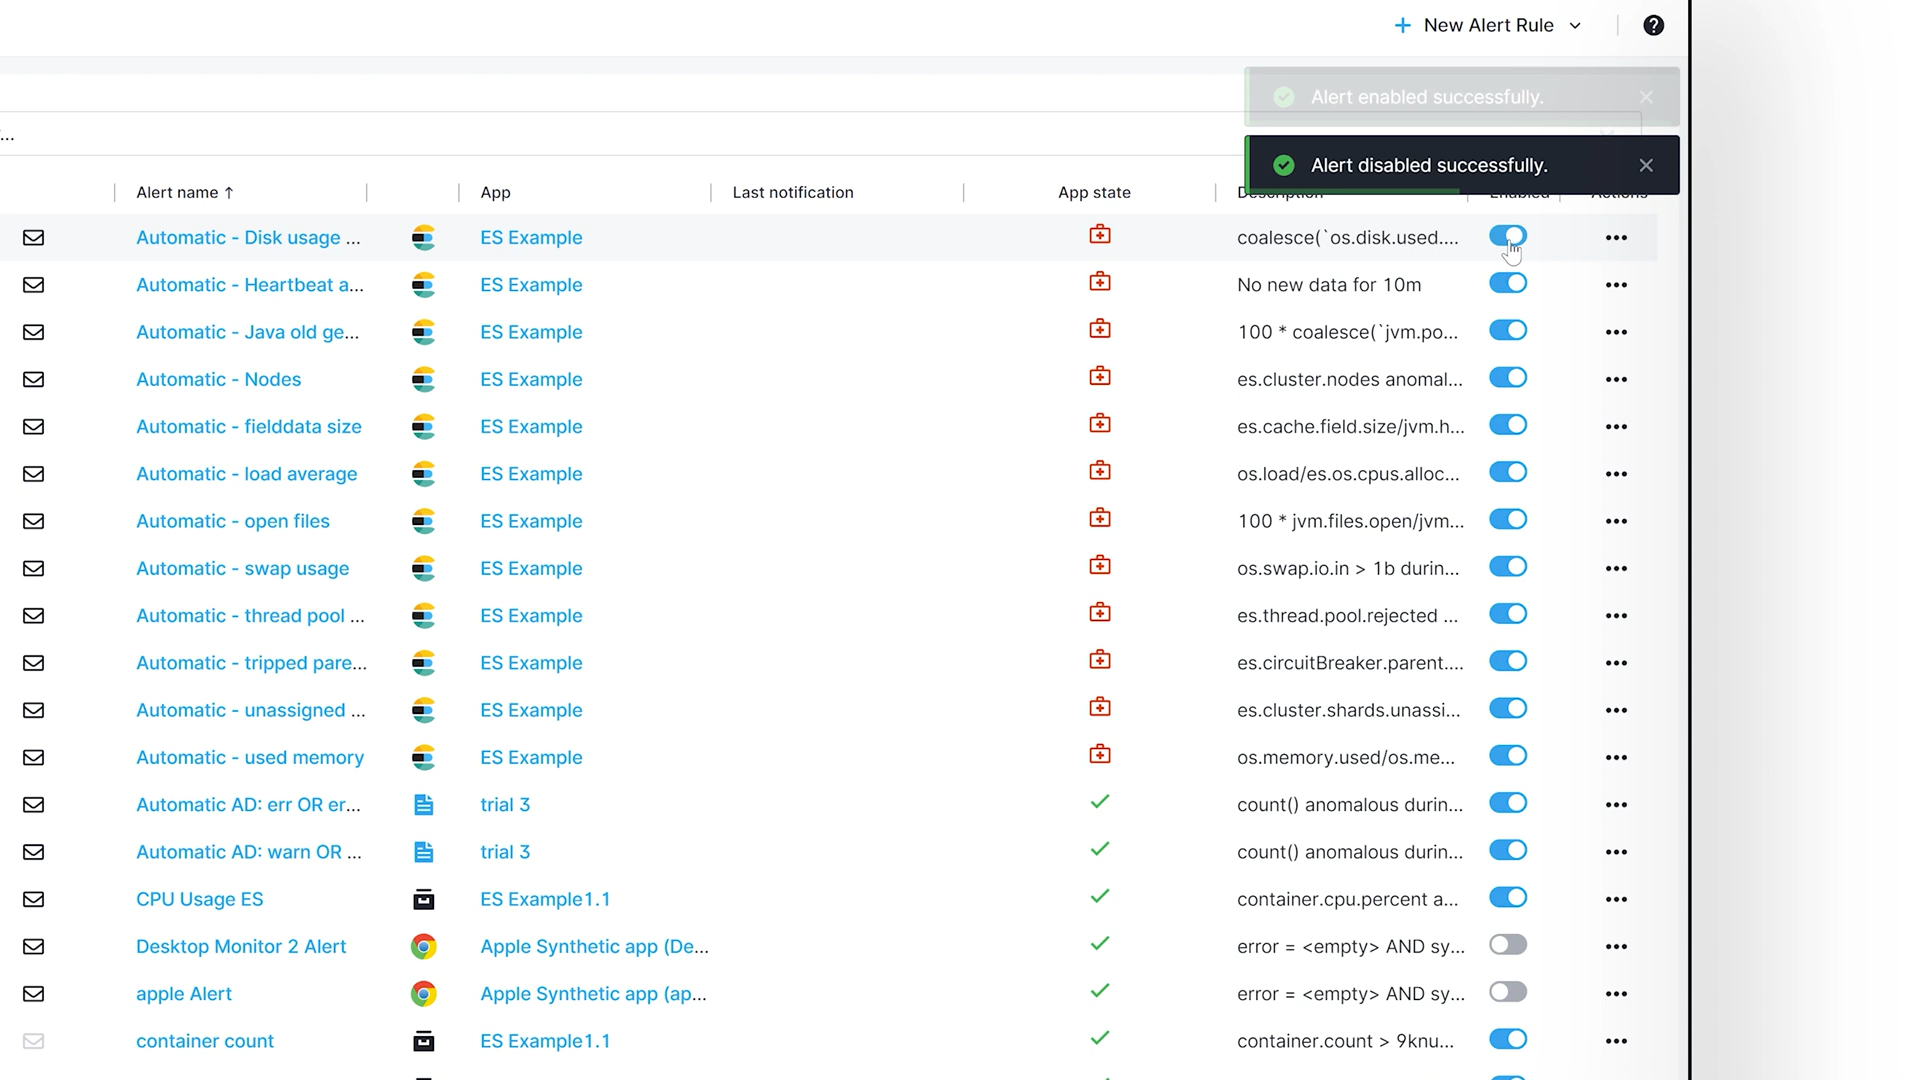 + New Alert Rule
Alert enabled successfully.
...
Alert disabled successfully.
Alert name ↑ App Last notification App state Description Enabled Actions
Automatic - Disk usage ... ES Example coalesce(`os.disk.used....
Automatic - Heartbeat a... ES Example No new data for 10m
Automatic - Java old ge... ES Example 100 * coalesce(`jvm.po...
Automatic - Nodes ES Example es.cluster.nodes anomal...
Automatic - fielddata size ES Example es.cache.field.size/jvm.h...
Automatic - load average ES Example os.load/es.os.cpus.alloc...
Automatic - open files ES Example 100 * jvm.files.open/jvm...
Automatic - swap usage ES Example os.swap.io.in > 1b durin...
Automatic - thread pool ... ES Example es.thread.pool.rejected ...
Automatic - tripped pare... ES Example es.circuitBreaker.parent....
Automatic - unassigned ... ES Example es.cluster.shards.unassi...
Automatic - used memory ES Example os.memory.used/os.me...
Automatic AD: err OR er... trial 3 count() anomalous durin...
Automatic AD: warn OR ... trial 3 count() anomalous durin...
CPU Usage ES ES Example1.1 container.cpu.percent a...
Desktop Monitor 2 Alert Apple Synthetic app (De... error = <empty> AND sy...
apple Alert Apple Synthetic app (ap... error = <empty> AND sy...
container count ES Example1.1 container.count > 9knu...